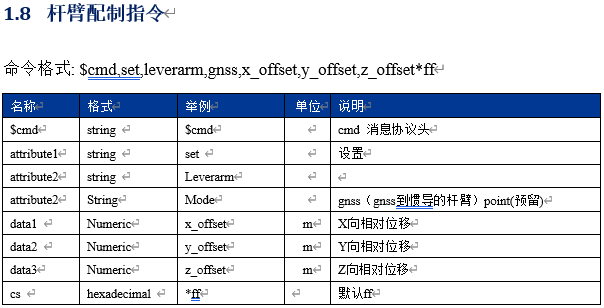 1.8 杆臂配制指令
命令格式: $cmd,set,leverarm,gnss,x_offset,y_offset,z_offset*ff
名称 格式 举例 单位 说明
$cmd string $cmd cmd 消息协议头
attribute1 string set 设置
attribute2 string Leverarm
attribute2 String Mode gnss（gnss到惯导的杆臂）point(预留)
data1 Numeric x_offset m X向相对位移
data2 Numeric y_offset m Y向相对位移
data3 Numeric z_offset m Z向相对位移
cs hexadecimal *ff 默认ff